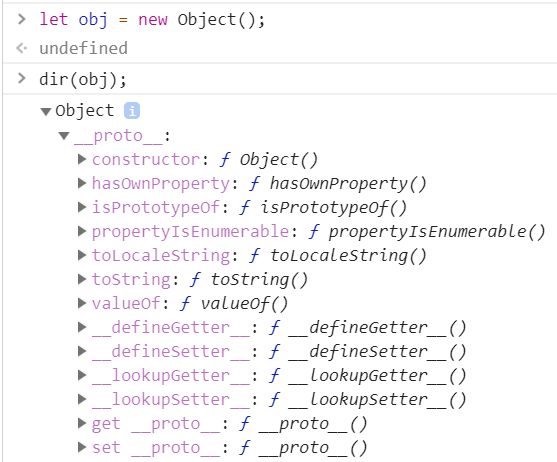 let obj = new Object();
undefined
dir(obj);
Object i
__proto__:
constructor: ƒ Object()
hasOwnProperty: ƒ hasOwnProperty()
isPrototypeOf: ƒ isPrototypeOf()
propertyIsEnumerable: ƒ propertyIsEnumerable()
toLocaleString: ƒ toLocaleString()
toString: ƒ toString()
valueOf: ƒ valueOf()
__defineGetter__: ƒ __defineGetter__()
__defineSetter__: ƒ __defineSetter__()
__lookupGetter__: ƒ __lookupGetter__()
__lookupSetter__: ƒ __lookupSetter__()
get __proto__: ƒ __proto__()
set __proto__: ƒ __proto__()